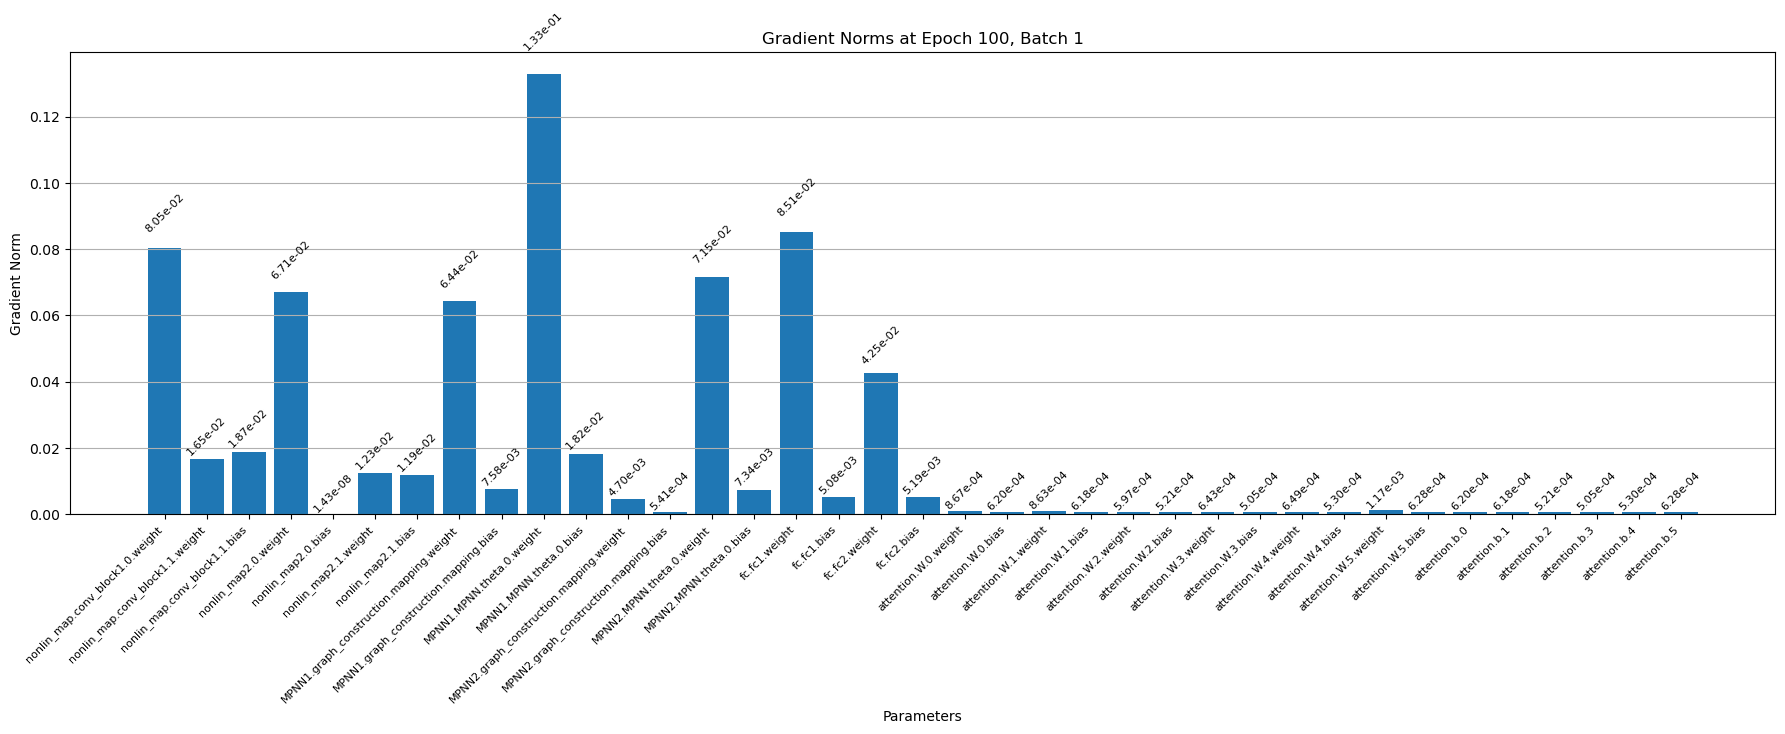 Gradient Norms at Epoch 100, Batch 1
Gradient Norm
0.12
0.10
0.08
0.06
0.04
0.02
0.00
8.05e-02
1.65e-02
1.87e-02
6.71e-02
1.43e-08
1.23e-02
1.19e-02
6.44e-02
7.58e-03
1.33e-01
1.82e-02
4.70e-03
5.41e-04
7.15e-02
7.34e-03
8.51e-02
5.08e-03
4.25e-02
5.19e-03
8.67e-04
6.20e-04
8.63e-04
6.18e-04
5.97e-04
5.21e-04
6.43e-04
5.05e-04
6.49e-04
5.30e-04
1.17e-03
6.28e-04
6.20e-04
6.18e-04
5.21e-04
5.05e-04
5.30e-04
6.28e-04
nonlin_map.conv_block1.0.weight
nonlin_map.conv_block1.1.weight
nonlin_map.conv_block1.1.bias
nonlin_map2.0.weight
nonlin_map2.0.bias
nonlin_map2.1.weight
nonlin_map2.1.bias
MPNN1.graph_construction.mapping.weight
MPNN1.graph_construction.mapping.bias
MPNN1.MPNN.theta.0.weight
MPNN1.MPNN.theta.0.bias
MPNN2.graph_construction.mapping.weight
MPNN2.graph_construction.mapping.bias
MPNN2.MPNN.theta.0.weight
MPNN2.MPNN.theta.0.bias
fc.fc1.weight
fc.fc1.bias
fc.fc2.weight
fc.fc2.bias
attention.W.0.weight
attention.W.0.bias
attention.W.1.weight
attention.W.1.bias
attention.W.2.weight
attention.W.2.bias
attention.W.3.weight
attention.W.3.bias
attention.W.4.weight
attention.W.4.bias
attention.W.5.weight
attention.W.5.bias
attention.b.0
attention.b.1
attention.b.2
attention.b.3
attention.b.4
attention.b.5
Parameters